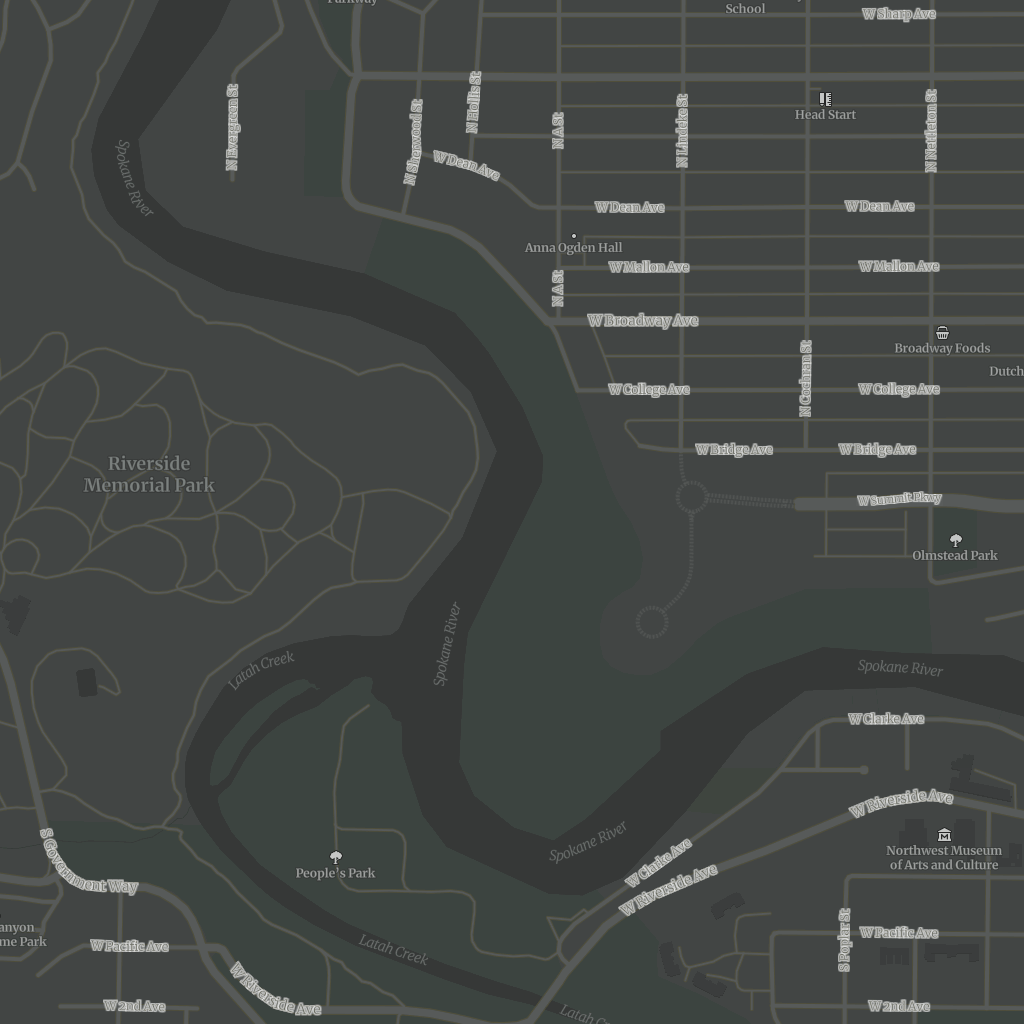 Parkway
School
W Sharp Ave
N Evergreen St
N Sherwood St
N Hollis St
N A St
N Lindeke St
Head Start
N Nettleton St
Spokane River
W Dean Ave
W Dean Ave
W Dean Ave
Anna Ogden Hall
W Mallon Ave
W Mallon Ave
N A St
W Broadway Ave
Broadway Foods
N Cochran St
Dutch
W College Ave
W College Ave
W Bridge Ave
W Bridge Ave
Riverside
Memorial Park
W Summit Pkwy
Olmstead Park
Latah Creek
Spokane River
Spokane River
W Clarke Ave
W Riverside Ave
Northwest Museum
of Arts and Culture
Spokane River
W Clarke Ave
W Riverside Ave
S Government Way
People's Park
anyon
me Park
W Pacific Ave
Latah Creek
S Poplar St
W Pacific Ave
W Riverside Ave
W 2nd Ave
W 2nd Ave
Latah C